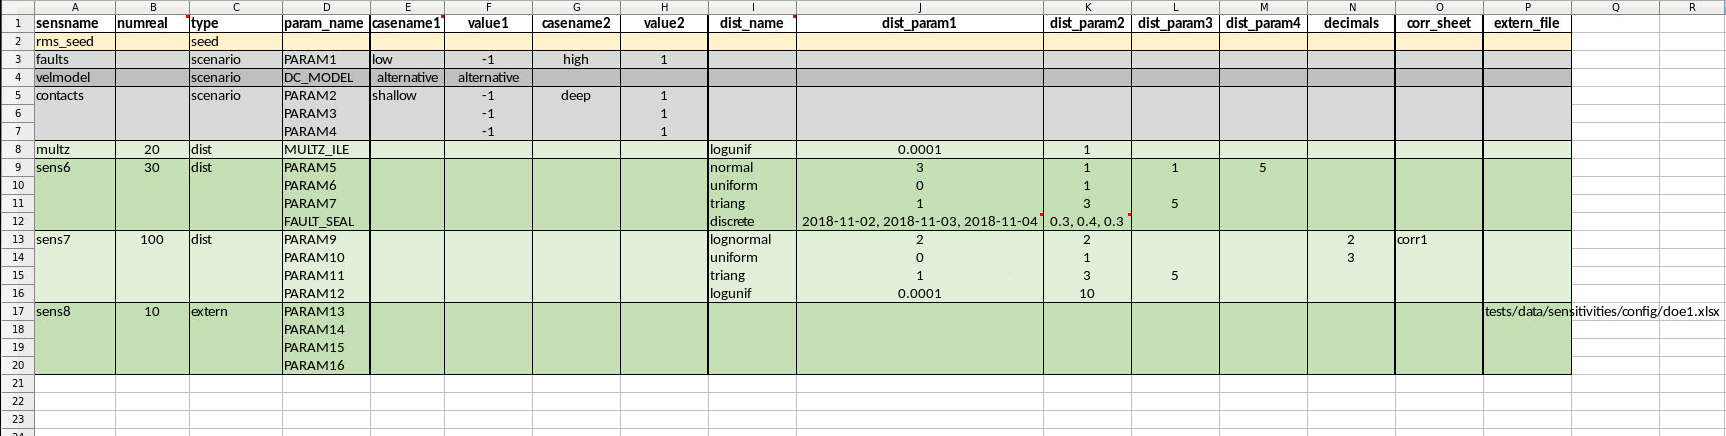 A B C D E F G H I J K L M N O P Q R
1 sensname numreal type param_name casename1 value1 casename2 value2 dist_name dist_param1 dist_param2 dist_param3 dist_param4 decimals corr_sheet extern_file
2 rms_seed seed
3 faults scenario PARAM1 low -1 high 1
4 velmodel scenario DC_MODEL alternative alternative
5 contacts scenario PARAM2 shallow -1 deep 1
6 PARAM3 -1 1
7 PARAM4 -1 1
8 multz 20 dist MULTZ_ILE logunif 0.0001 1
9 sens6 30 dist PARAM5 normal 3 1 1 5
10 PARAM6 uniform 0 1
11 PARAM7 triang 1 3 5
12 FAULT_SEAL discrete 2018-11-02, 2018-11-03, 2018-11-04 0.3, 0.4, 0.3
13 sens7 100 dist PARAM9 lognormal 2 2 2 corr1
14 PARAM10 uniform 0 1 3
15 PARAM11 triang 1 3 5
16 PARAM12 logunif 0.0001 10
17 sens8 10 extern PARAM13 tests/data/sensitivities/config/doe1.xlsx
18 PARAM14
19 PARAM15
20 PARAM16
21
22
23
24